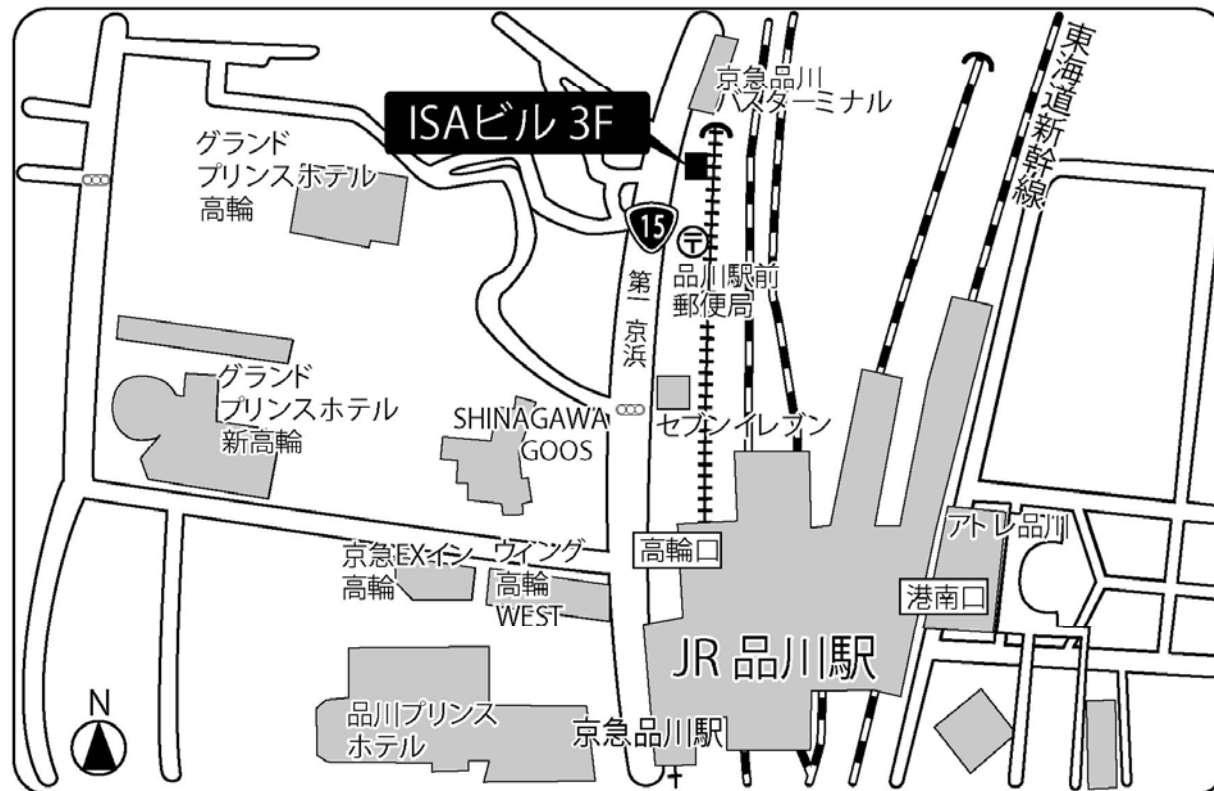 京急品川
バスターミナル
東海道新幹線
ISAビル 3F
グランド
プリンスホテル
高輪
15
〒
品川駅前
郵便局
第一京浜
グランド
プリンスホテル
新高輪
SHINAGAWA
GOOS
セブンイレブン
アトレ品川
高輪口
京急EXイン
高輪
ウイング
高輪
WEST
港南口
JR 品川駅
N
品川プリンス
ホテル
京急品川駅